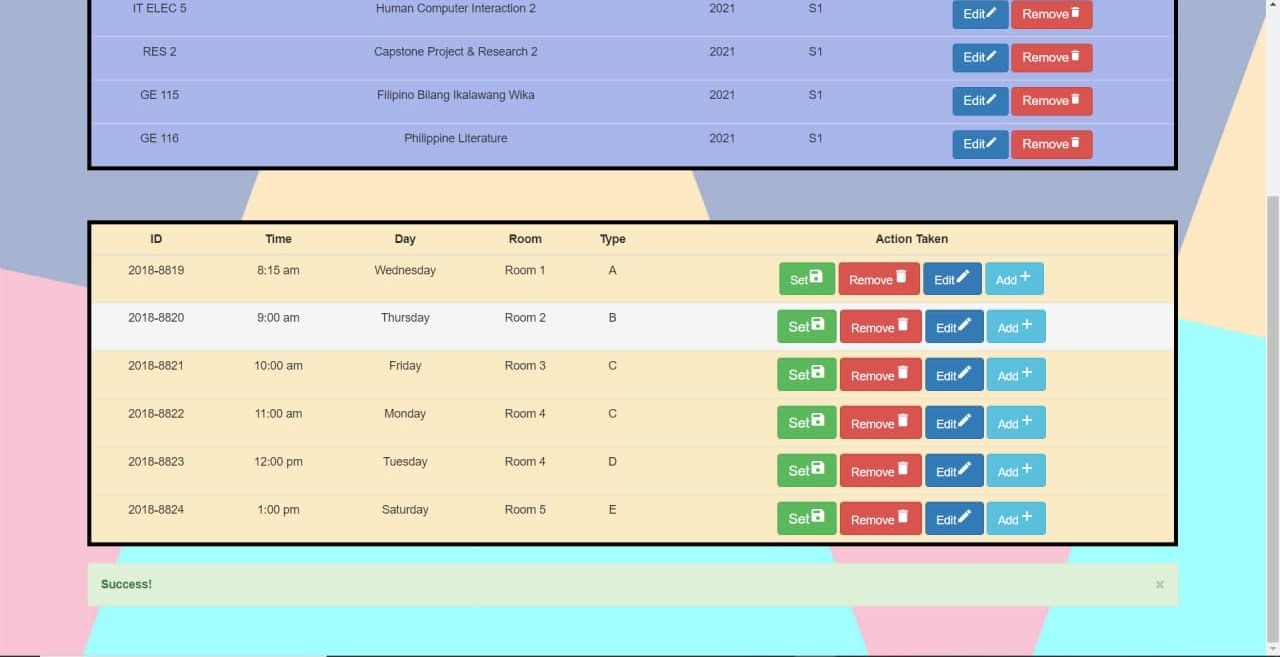 IT ELEC 5 Human Computer Interaction 2 2021 S1 Edit Remove
RES 2 Capstone Project & Research 2 2021 S1 Edit Remove
GE 115 Filipino Bilang Ikalawang Wika 2021 S1 Edit Remove
GE 116 Philippine Literature 2021 S1 Edit Remove
ID Time Day Room Type Action Taken
2018-8819 8:15 am Wednesday Room 1 A Set Remove Edit Add
2018-8820 9:00 am Thursday Room 2 B Set Remove Edit Add
2018-8821 10:00 am Friday Room 3 C Set Remove Edit Add
2018-8822 11:00 am Monday Room 4 C Set Remove Edit Add
2018-8823 12:00 pm Tuesday Room 4 D Set Remove Edit Add
2018-8824 1:00 pm Saturday Room 5 E Set Remove Edit Add
Success! ×